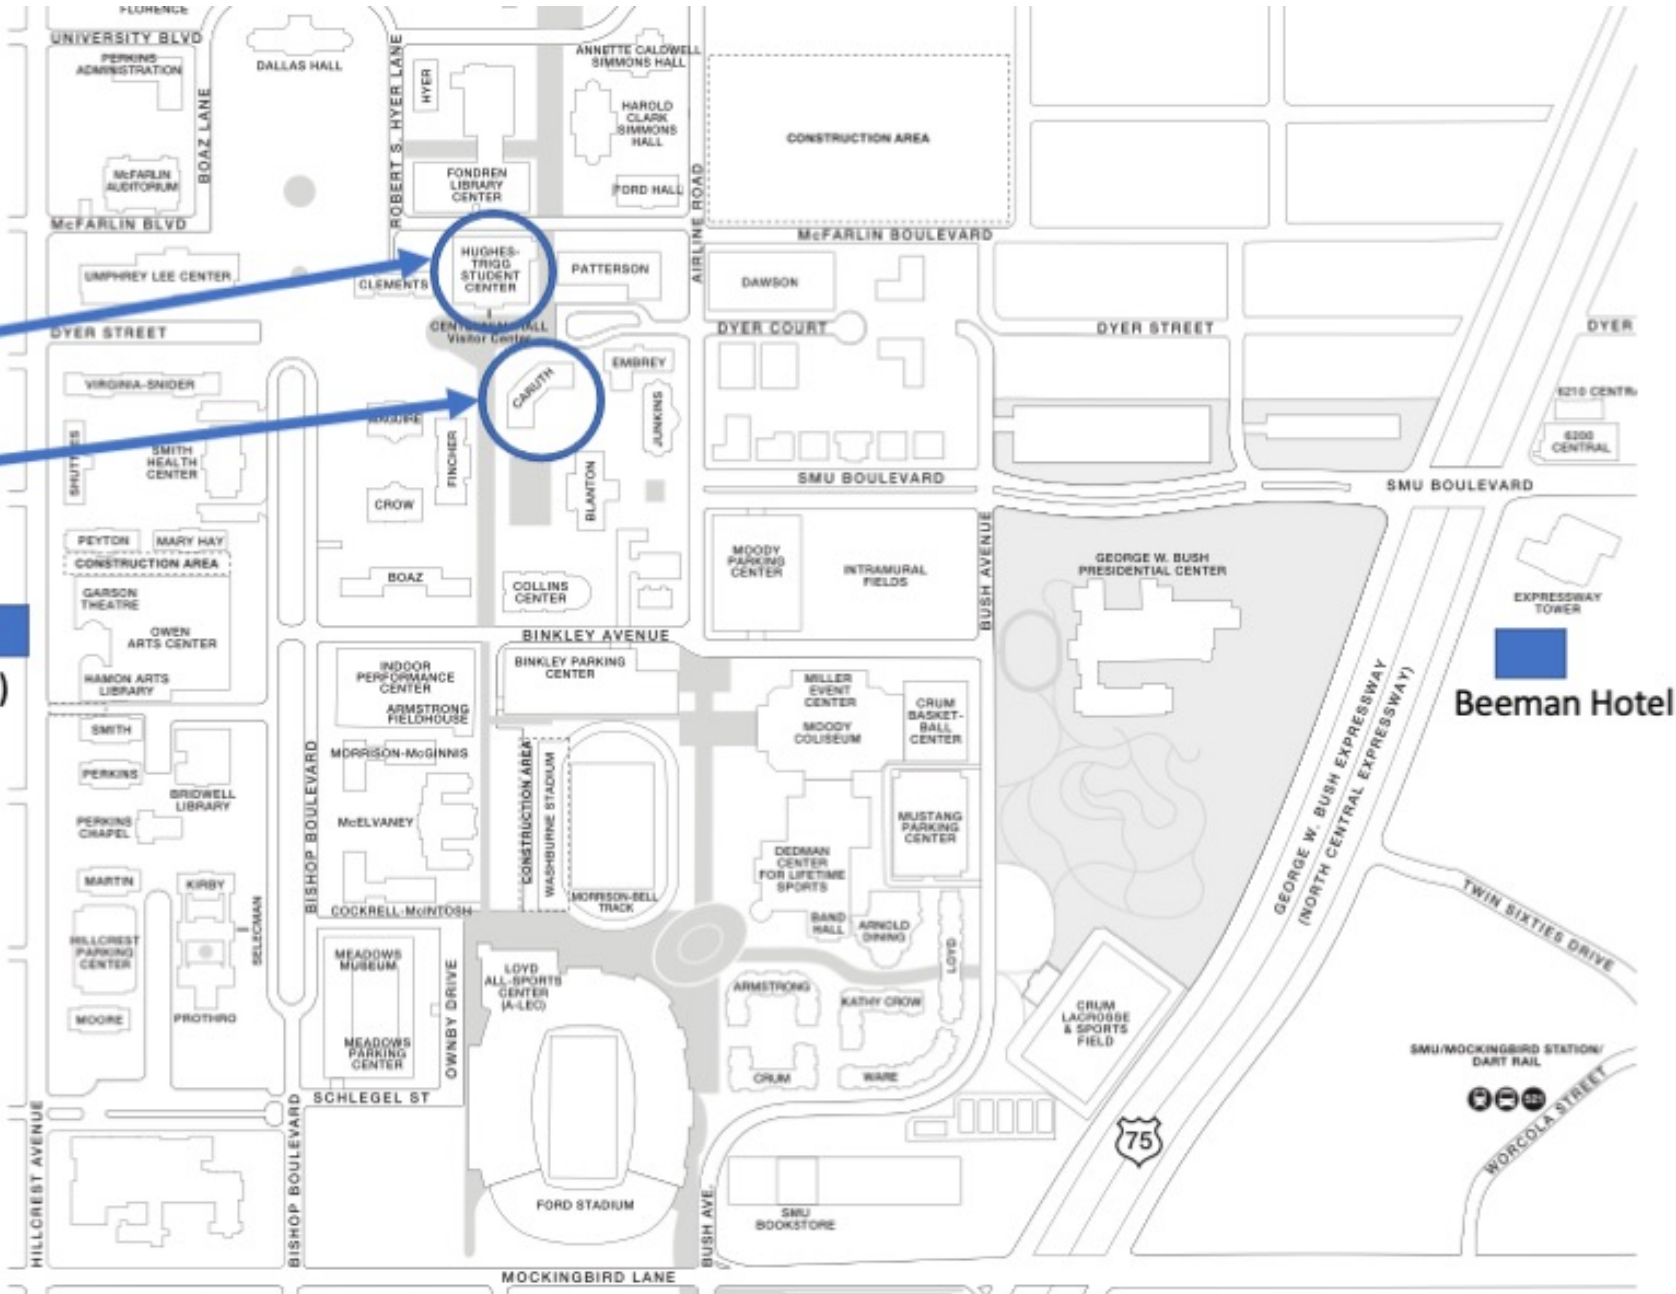 FLORENCE
UNIVERSITY BLVD
PERKINS
ADMINISTRATION
BOAZ LANE
DALLAS HALL
ROBERT S. HYER LANE
HYER
ANNETTE CALDWELL
SIMMONS HALL
HAROLD
CLARK
SIMMONS
HALL
CONSTRUCTION AREA
McFARLIN
AUDITORIUM
FONDREN
LIBRARY
CENTER
FORD HALL
AIRLINE ROAD
McFARLIN BLVD
McFARLIN BOULEVARD
UMPHREY LEE CENTER
CLEMENTS
HUGHES-
TRIGG
STUDENT
CENTER
PATTERSON
DAWSON
DYER STREET
Visitor Center
DYER COURT
DYER STREET
DYER
VIRGINIA-SNIDER
CARUTH
EMBREY
JUNKINS
6210 CENTRA
6200
CENTRAL
SHUTTLES
SMITH
HEALTH
CENTER
FINCHER
CROW
BLANTON
SMU BOULEVARD
SMU BOULEVARD
PEYTON
MARY HAY
CONSTRUCTION AREA
GARSON
THEATRE
OWEN
ARTS CENTER
HAMON ARTS
LIBRARY
BOAZ
COLLINS
CENTER
MOODY
PARKING
CENTER
INTRAMURAL
FIELDS
BUSH AVENUE
GEORGE W. BUSH
PRESIDENTIAL CENTER
EXPRESSWAY
TOWER
Beeman Hotel
)
BINKLEY AVENUE
INDOOR
PERFORMANCE
CENTER
ARMSTRONG
FIELDHOUSE
BINKLEY PARKING
CENTER
MILLER
EVENT
CENTER
MOODY
COLISEUM
CRUM
BASKET-
BALL
CENTER
SMITH
PERKINS
BRIDWELL
LIBRARY
PERKINS
CHAPEL
BISHOP BOULEVARD
MORRISON-McGINNIS
McELVANEY
CONSTRUCTION AREA
WASHBURNE STADIUM
MORRISON-BELL
TRACK
MUSTANG
PARKING
CENTER
DEDMAN
CENTER
FOR LIFETIME
SPORTS
GEORGE W. BUSH EXPRESSWAY
(NORTH CENTRAL EXPRESSWAY)
TWIN SIXTIES DRIVE
MARTIN
KIRBY
SELECMAN
COCKRELL-McINTOSH
BAND
HALL
ARNOLD
DINING
LOYD
HILLCREST
PARKING
CENTER
MEADOWS
MUSEUM
OWNBY DRIVE
LOYD
ALL-SPORTS
CENTER
(A-LEC)
ARMSTRONG
KATHY CROW
CRUM
LACROSSE
& SPORTS
FIELD
MOORE
PROTHRO
MEADOWS
PARKING
CENTER
CRUM
WARE
SMU/MOCKINGBIRD STATION/
DART RAIL
521
WORCOLA STREET
SCHLEGEL ST
HILLCREST AVENUE
BISHOP BOULEVARD
75
FORD STADIUM
BUSH AVE.
SMU
BOOKSTORE
MOCKINGBIRD LANE